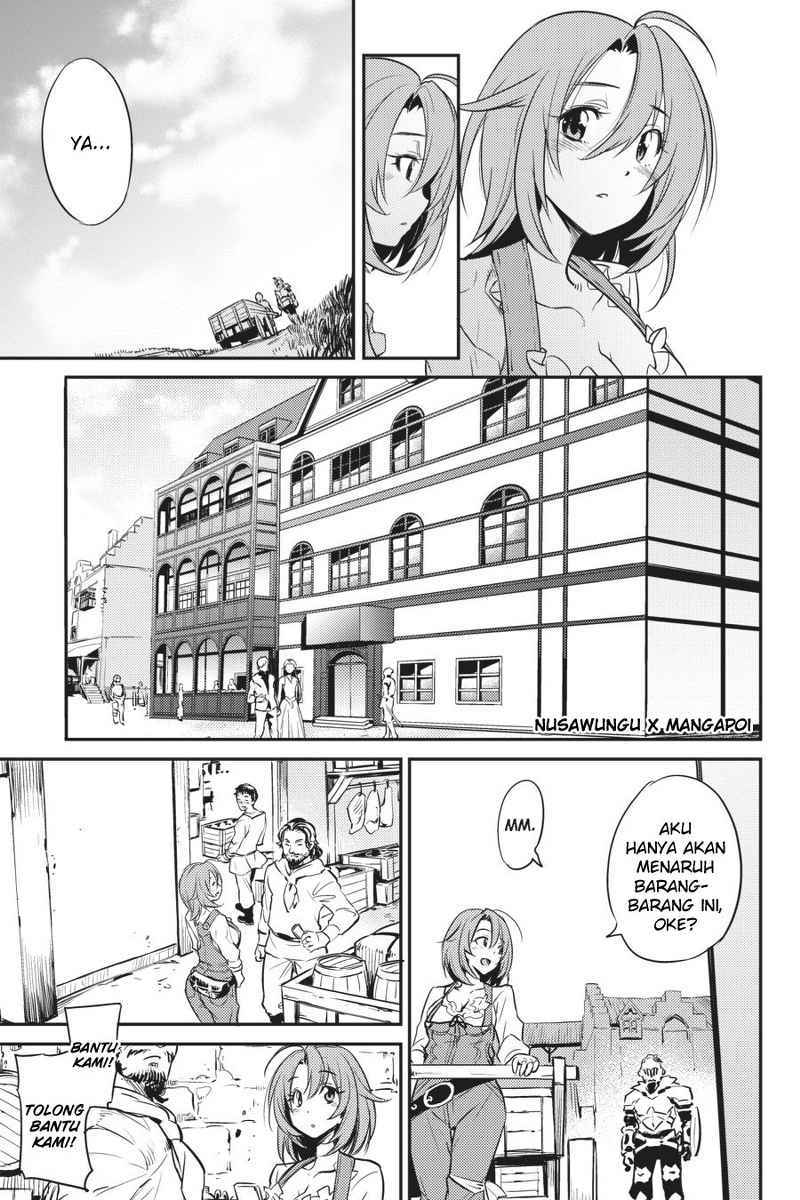 YA...
NUSAWUNGU X MANGAPOI
AKU
HANYA AKAN
MENARUH
BARANG-
BARANG INI,
OKE?
MM.
BANTU
KAMI!
TOLONG
BANTU
KAMI!